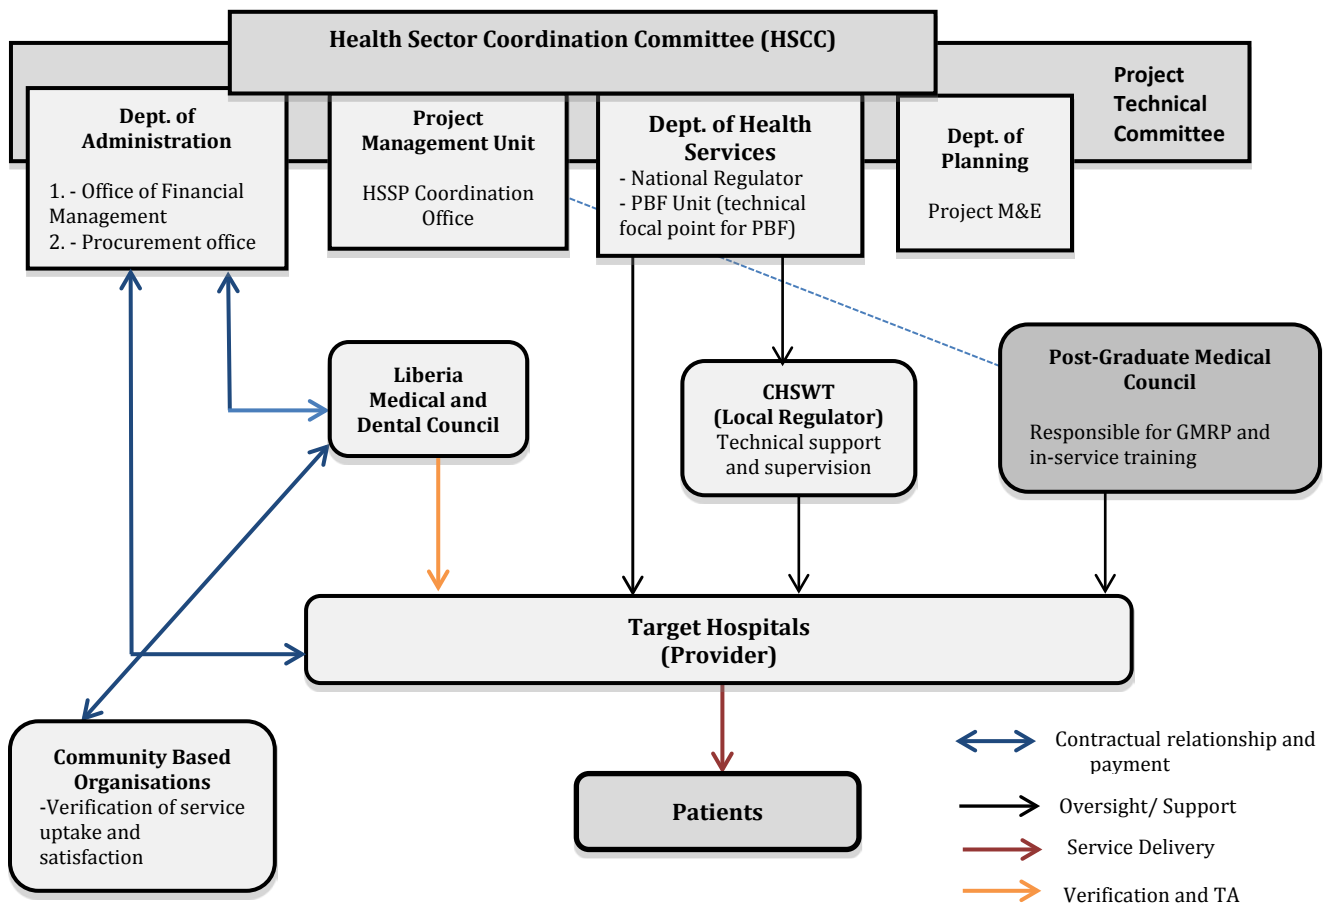 Health Sector Coordination Committee (HSCC)
Project
Technical
Committee
Dept. of
Administration
1. - Office of Financial
Management
2. - Procurement office
Project
Management Unit
HSSP Coordination
Office
Dept. of Health
Services
- National Regulator
- PBF Unit (technical
focal point for PBF)
Dept. of
Planning
Project M&E
Liberia
Medical and
Dental Council
CHSWT
(Local Regulator)
Technical support
and supervision
Post-Graduate Medical
Council
Responsible for GMRP and
in-service training
Target Hospitals
(Provider)
Community Based
Organisations
-Verification of service
uptake and
satisfaction
Patients
Contractual relationship and
payment
Oversight/ Support
Service Delivery
Verification and TA